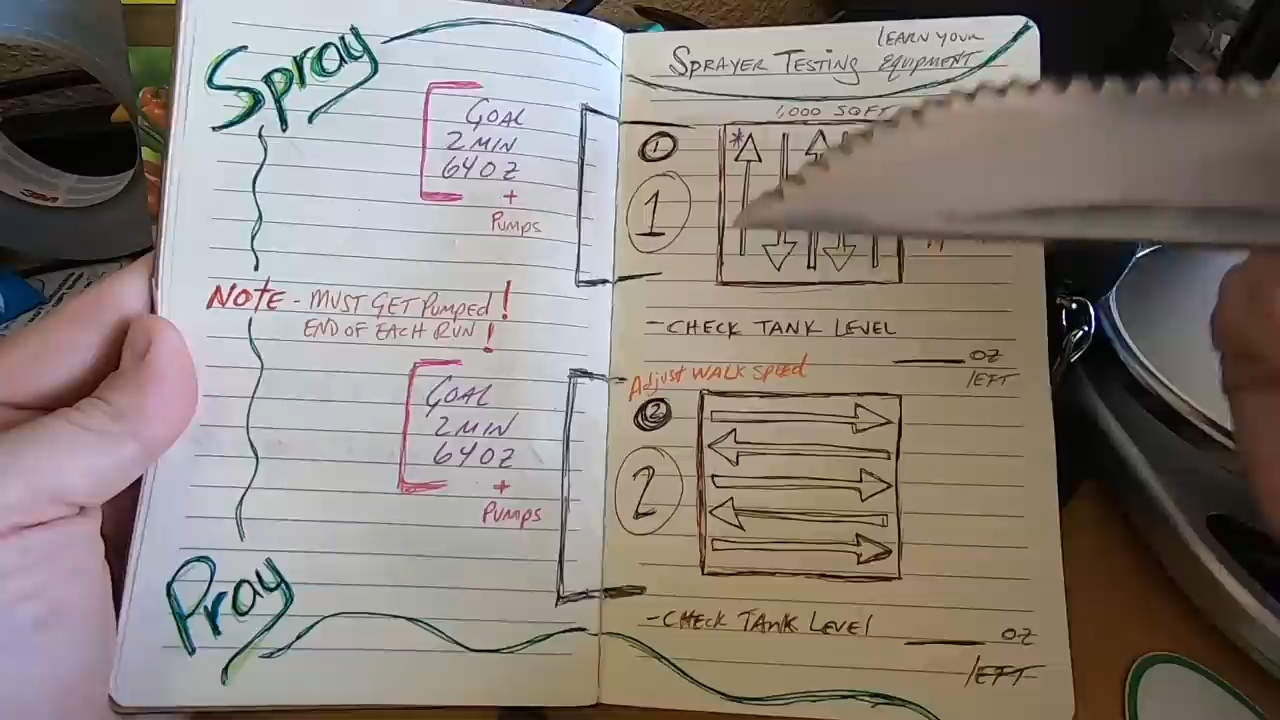 Spray
GOAL
2 MIN
64 OZ
+
Pumps
NOTE - MUST GET PUMPED!
END OF EACH RUN!
GOAL
2 MIN
64 OZ
+
Pumps
Pray
LEARN YOUR
SPRAYER TESTING EQUIPMENT
1,000 SQFT
1
*
1
- CHECK TANK LEVEL
OZ
LEFT
Adjust WALK SPEED
2
2
- CHECK TANK LEVEL
OZ
LEFT
3M